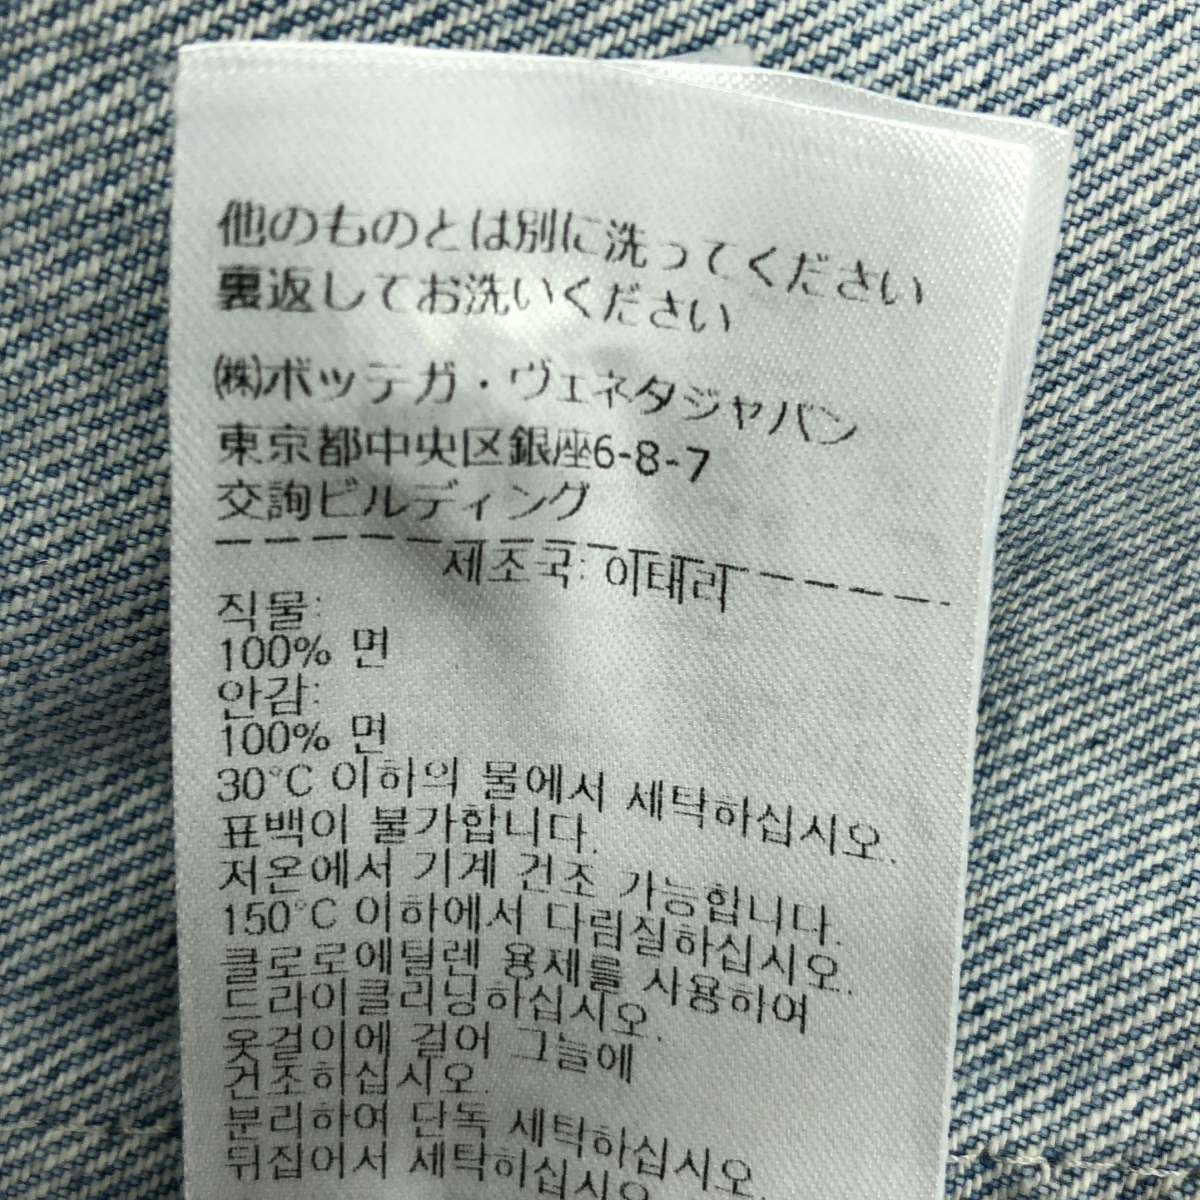 他のものとは別に洗ってください
裏返してお洗いください
㈱ボッテガ・ヴェネタジャパン
東京都中央区銀座6-8-7
交詢ビルディング
제조국: 이태리
직물:
100% 면
안감:
100% 면
30°C 이하의 물에서 세탁하십시오.
표백이 불가합니다.
저온에서 기계 건조 가능합니다.
150°C 이하에서 다림질하십시오.
클로로에틸렌 용제를 사용하여
드라이클리닝하십시오.
옷걸이에 걸어 그늘에
건조하십시오.
분리하여 단독 세탁하십시오.
뒤집어서 세탁하십시오